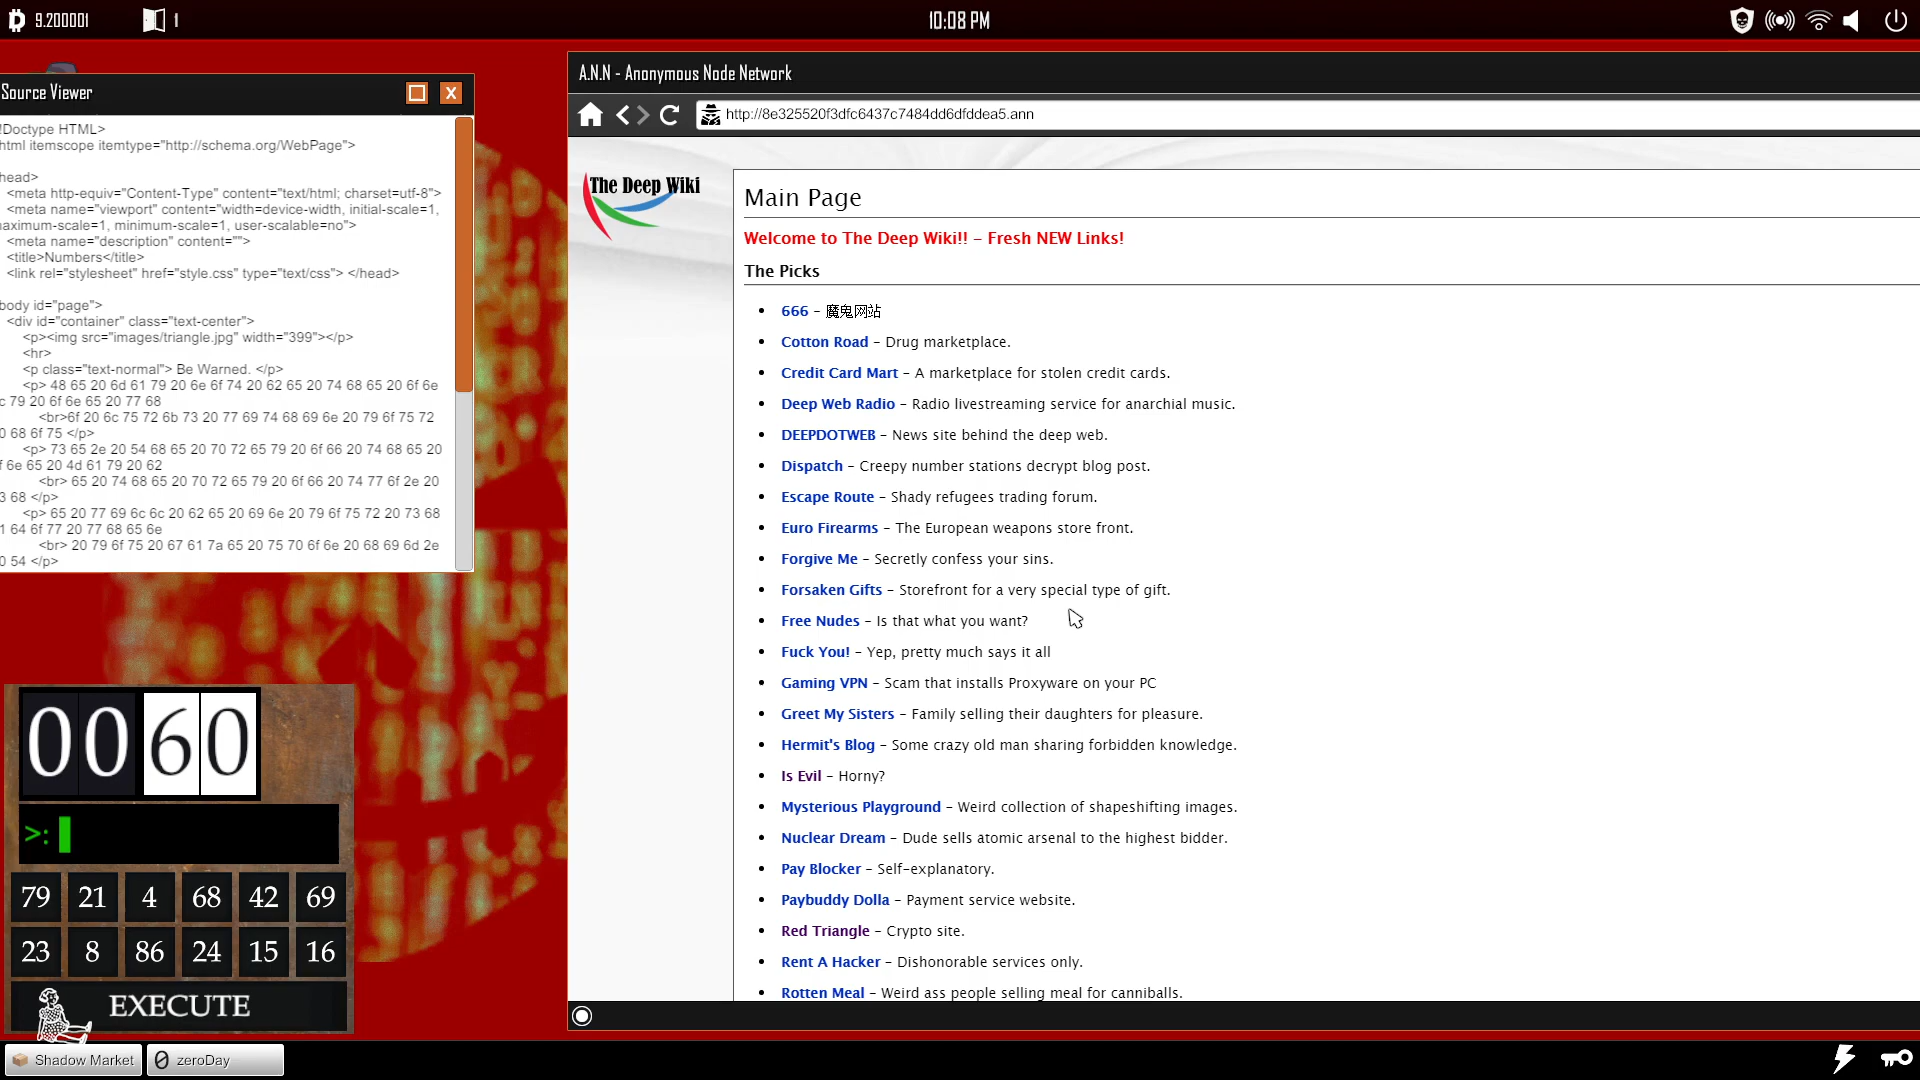 9.200001
1
10:08 PM
Source Viewer
X
!Doctype HTML>
html itemscope itemtype="http://schema.org/WebPage">
head>
<meta http-equiv="Content-Type" content="text/html; charset=utf-8">
<meta name="viewport" content="width=device-width, initial-scale=1,
maximum-scale=1, minimum-scale=1, user-scalable=no">
<meta name="description" content="">
<title>Numbers</title>
<link rel="stylesheet" href="style.css" type="text/css"> </head>
body id="page">
<div id="container" class="text-center">
<p><img src="images/triangle.jpg" width="399"></p>
<hr>
<p class="text-normal"> Be Warned. </p>
<p> 48 65 20 6d 61 79 20 6e 6f 74 20 62 65 20 74 68 65 20 6f 6e
c 79 20 6f 6e 65 20 77 68
<br>6f 20 6c 75 72 6b 73 20 77 69 74 68 69 6e 20 79 6f 75 72
0 68 6f 75 </p>
<p> 73 65 2e 20 54 68 65 20 70 72 65 79 20 6f 66 20 74 68 65 20
f 6e 65 20 4d 61 79 20 62
<br> 65 20 74 68 65 20 70 72 65 79 20 6f 66 20 74 77 6f 2e 20
3 68 </p>
<p> 65 20 77 69 6c 6c 20 62 65 20 69 6e 20 79 6f 75 72 20 73 68
1 64 6f 77 20 77 68 65 6e
<br> 20 79 6f 75 20 67 61 7a 65 20 75 70 6f 6e 20 68 69 6d 2e
0 54 </p>
0060
>:
79 21 4 68 42 69
23 8 86 24 15 16
EXECUTE
A.N.N - Anonymous Node Network
http://8e325520f3dfc6437c7484dd6dfddea5.ann
The Deep Wiki
Main Page
Welcome to The Deep Wiki!! – Fresh NEW Links!
The Picks
• 666 – 魔鬼网站
• Cotton Road – Drug marketplace.
• Credit Card Mart – A marketplace for stolen credit cards.
• Deep Web Radio – Radio livestreaming service for anarchial music.
• DEEPDOTWEB – News site behind the deep web.
• Dispatch – Creepy number stations decrypt blog post.
• Escape Route – Shady refugees trading forum.
• Euro Firearms – The European weapons store front.
• Forgive Me – Secretly confess your sins.
• Forsaken Gifts – Storefront for a very special type of gift.
• Free Nudes – Is that what you want?
• Fuck You! – Yep, pretty much says it all
• Gaming VPN – Scam that installs Proxyware on your PC
• Greet My Sisters – Family selling their daughters for pleasure.
• Hermit's Blog – Some crazy old man sharing forbidden knowledge.
• Is Evil – Horny?
• Mysterious Playground – Weird collection of shapeshifting images.
• Nuclear Dream – Dude sells atomic arsenal to the highest bidder.
• Pay Blocker – Self-explanatory.
• Paybuddy Dolla – Payment service website.
• Red Triangle – Crypto site.
• Rent A Hacker – Dishonorable services only.
• Rotten Meal – Weird ass people selling meal for canniballs.
Shadow Market
zeroDay